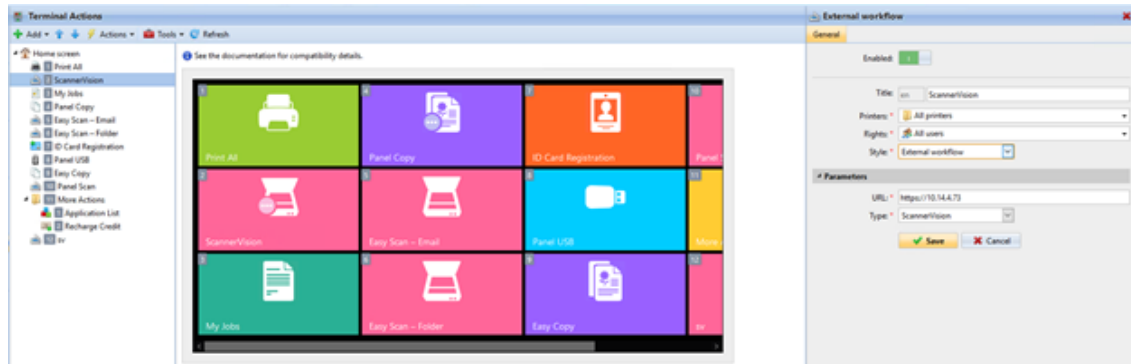 Terminal Actions
Add Actions Tools Refresh
Home screen
Print All
ScannerVision
My Jobs
Panel Copy
Easy Scan – Email
Easy Scan – Folder
ID Card Registration
Panel USB
Easy Copy
Panel Scan
More Actions
Application List
Recharge Credit
sv
See the documentation for compatibility details.
1 Print All
4 Panel Copy
7 ID Card Registration
10 Panel S
2 ScannerVision
5 Easy Scan – Email
8 Panel USB
11 More A
3 My Jobs
6 Easy Scan – Folder
9 Easy Copy
12 sv
External workflow
General
Enabled:
Title: en ScannerVision
Printers: * All printers
Rights: * All users
Style: * External workflow
Parameters
URL: * https://10.14.4.73
Type: * ScannerVision
Save Cancel